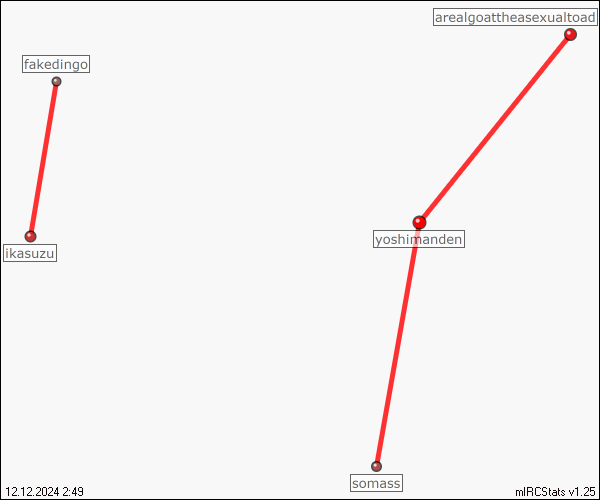 arealgoattheasexualtoad
fakedingo
yoshimanden
ikasuzu
somass
12.12.2024 2:49
mIRCStats v1.25